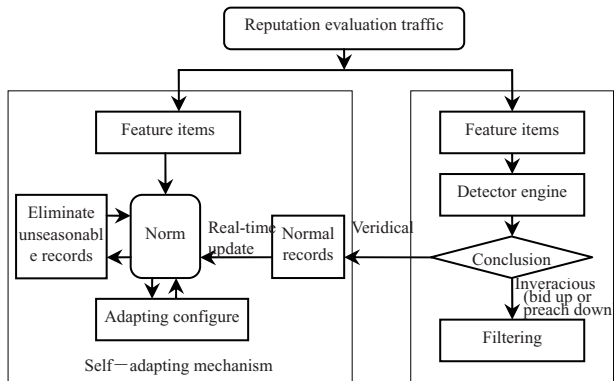 Reputation evaluation traffic
Feature items
Feature items
Detector engine
Eliminate
unseasonabl
e records
Norm
Real-time
update
Normal
records
Veridical
Conclusion
Inveracious
(bid up or
preach down
Adapting configure
Filtering
Self－adapting mechanism